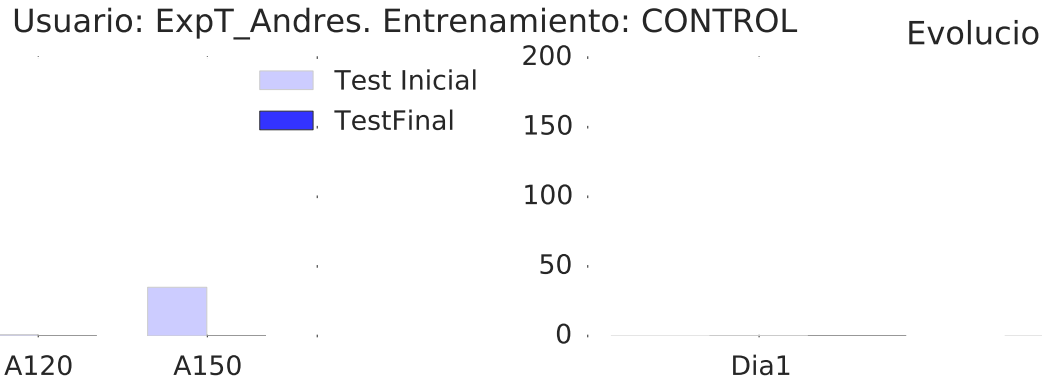 Usuario: ExpT_Andres. Entrenamiento: CONTROL
Evolucio
Test Inicial
TestFinal
A120
A150
200
150
100
50
0
Dia1